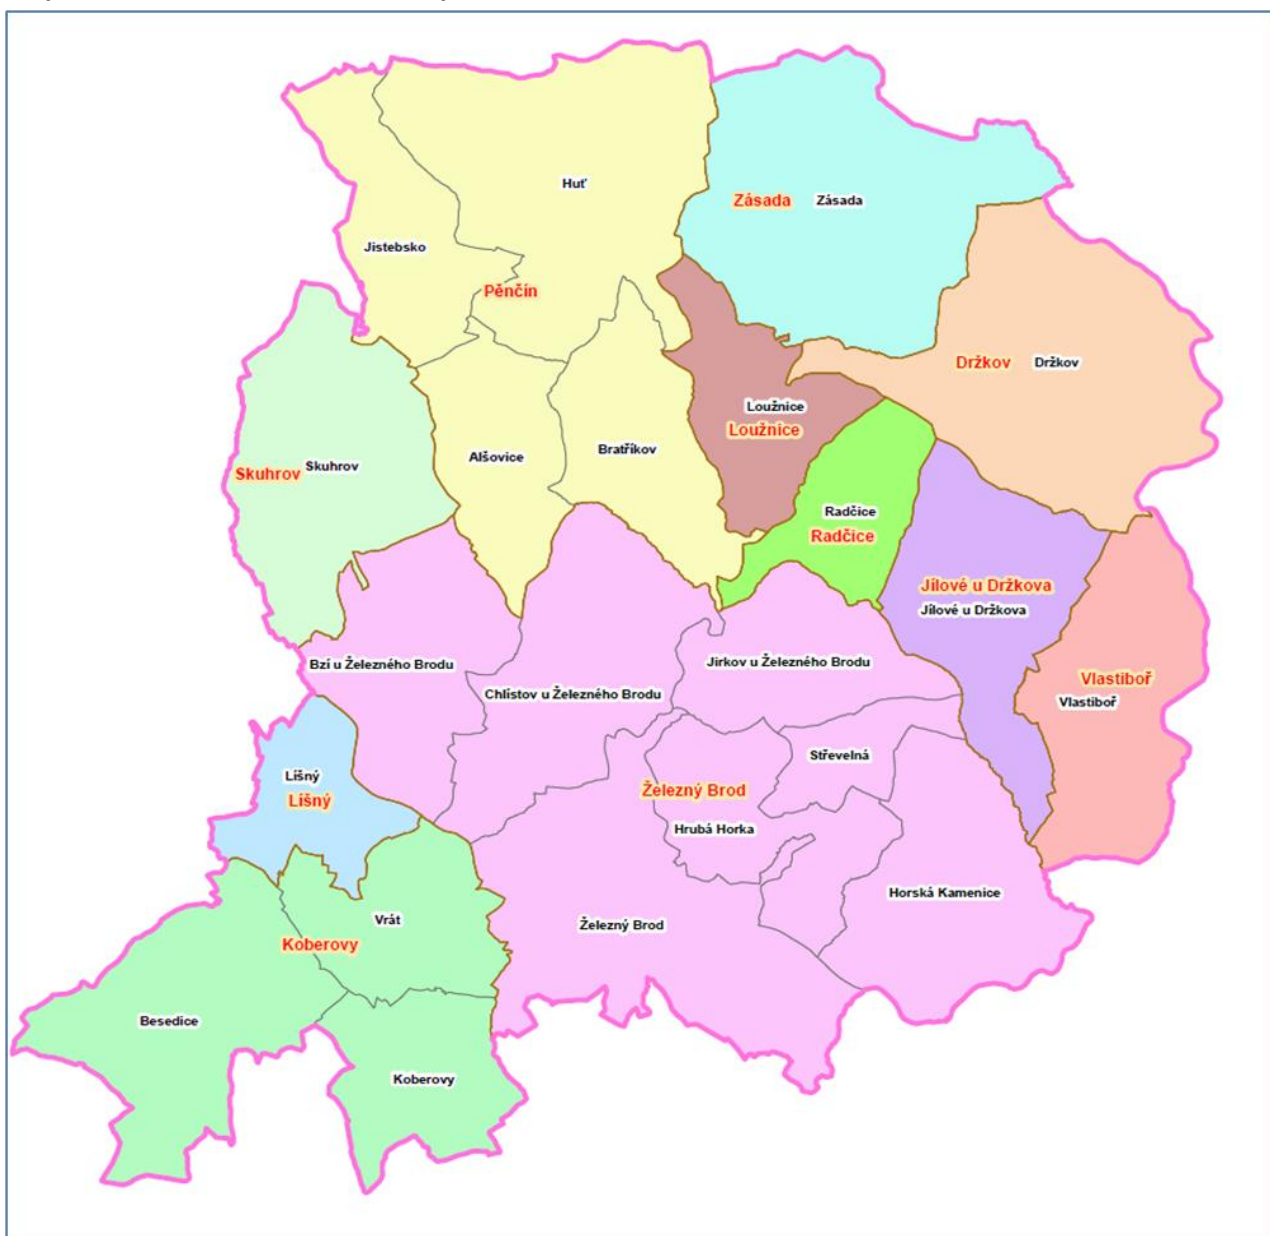 Huť
Zásada
Zásada
Jistebsko
Pěnčín
Držkov
Držkov
Loužnice
Loužnice
Alšovice
Bratříkov
Skuhrov
Skuhrov
Radčice
Radčice
Jílové u Držkova
Jílové u Držkova
Bzí u Železného Brodu
Jirkov u Železného Brodu
Vlastiboř
Vlastiboř
Chlístov u Železného Brodu
Střevelná
Líšný
Líšný
Železný Brod
Hrubá Horka
Horská Kamenice
Vrát
Železný Brod
Koberovy
Besedice
Koberovy